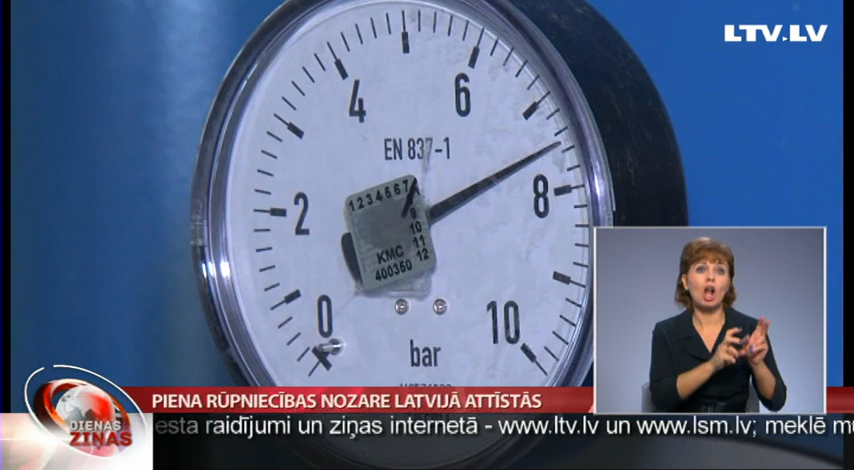 LTV.LV
6
4
EN 837-1
8
2
1 2 3 4 5 6 7
9
10
11
KMC
400350 12
0
10
bar
PIENA RŪPNIECĪBAS NOZARE LATVIJĀ ATTĪSTĀS
DIENAS
ZIŅAS
esta raidījumi un ziņas internetā - www.ltv.lv un www.lsm.lv; meklē